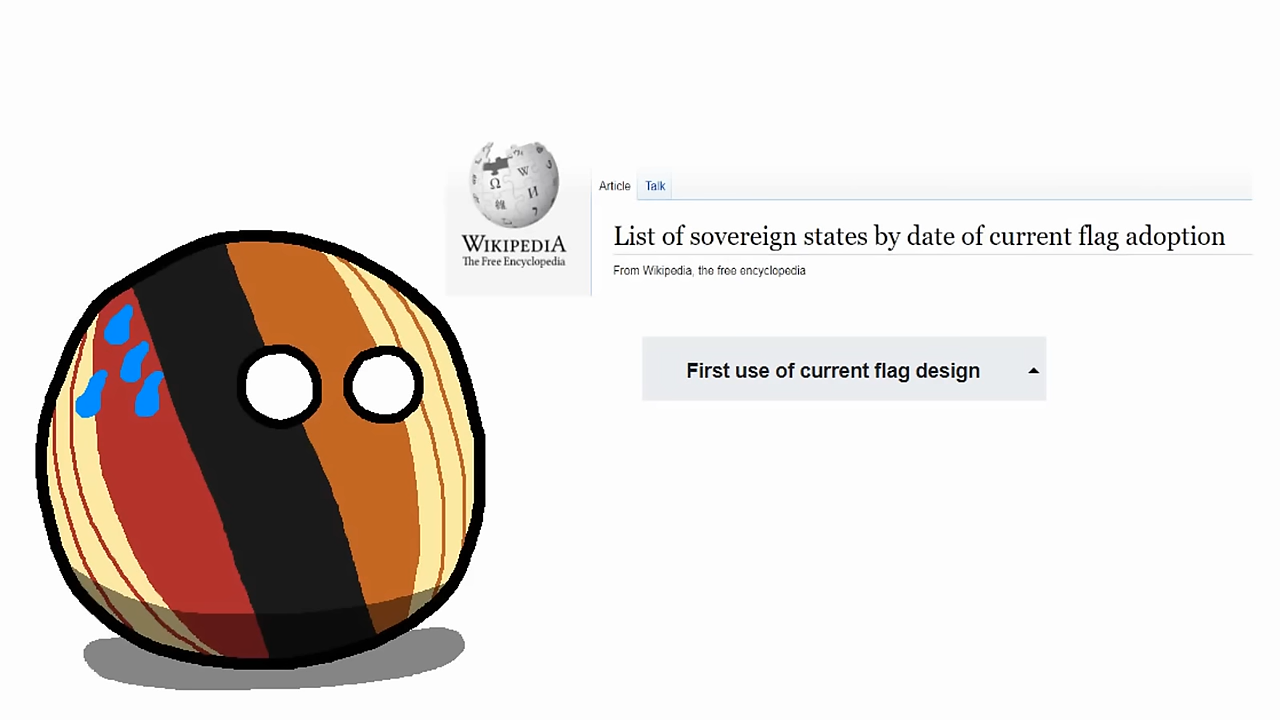 WIKIPEDIA
The Free Encyclopedia
Article Talk
List of sovereign states by date of current flag adoption
From Wikipedia, the free encyclopedia
First use of current flag design